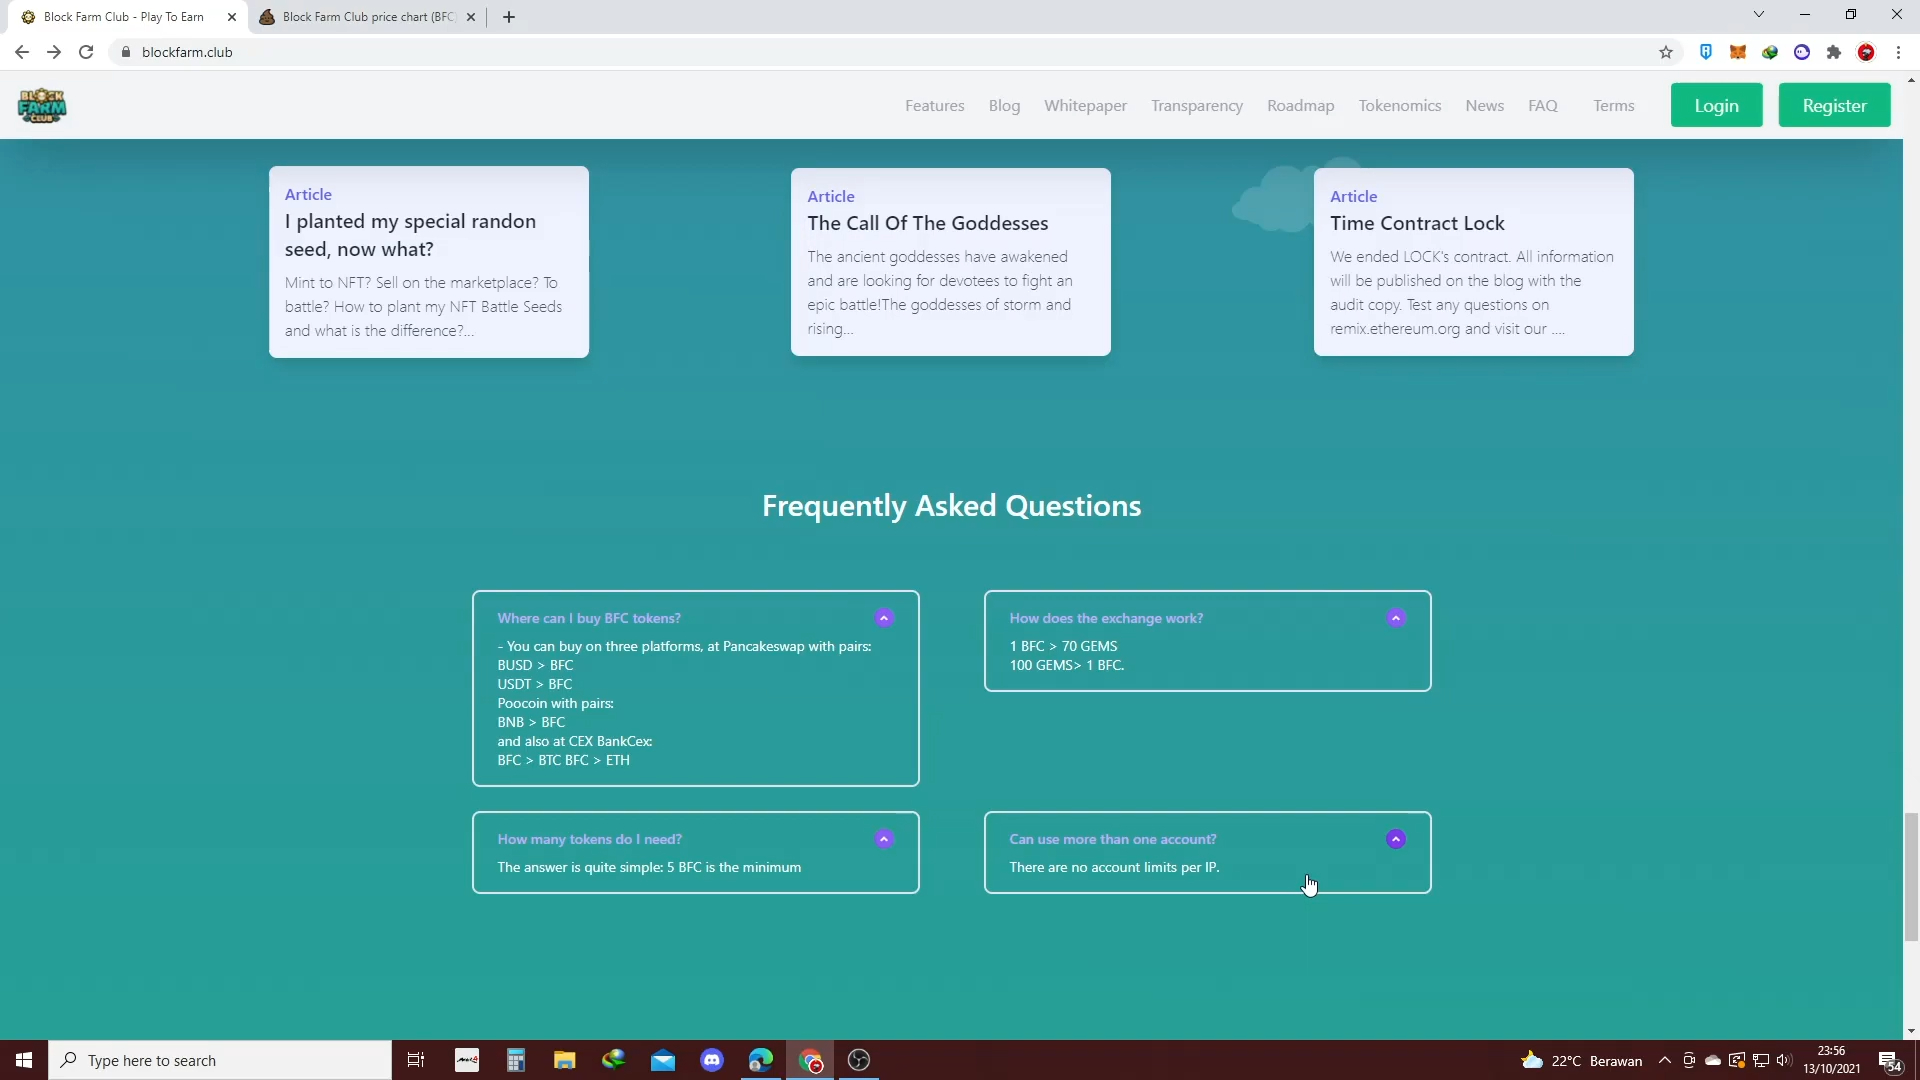 Block Farm Club - Play To Earn
Block Farm Club price chart (BFC)
blockfarm.club
BLOCK
FARM
CLUB
Features
Blog
Whitepaper
Transparency
Roadmap
Tokenomics
News
FAQ
Terms
Login
Register
Article
I planted my special randon
seed, now what?
Mint to NFT? Sell on the marketplace? To
battle? How to plant my NFT Battle Seeds
and what is the difference?...
Article
The Call Of The Goddesses
The ancient goddesses have awakened
and are looking for devotees to fight an
epic battle!The goddesses of storm and
rising...
Article
Time Contract Lock
We ended LOCK's contract. All information
will be published on the blog with the
audit copy. Test any questions on
remix.ethereum.org and visit our ....
Frequently Asked Questions
Where can I buy BFC tokens?
- You can buy on three platforms, at Pancakeswap with pairs:
BUSD > BFC
USDT > BFC
Poocoin with pairs:
BNB > BFC
and also at CEX BankCex:
BFC > BTC BFC > ETH
How does the exchange work?
1 BFC > 70 GEMS
100 GEMS> 1 BFC.
How many tokens do I need?
The answer is quite simple: 5 BFC is the minimum
Can use more than one account?
There are no account limits per IP.
Type here to search
22°C Berawan
23:56
13/10/2021
54